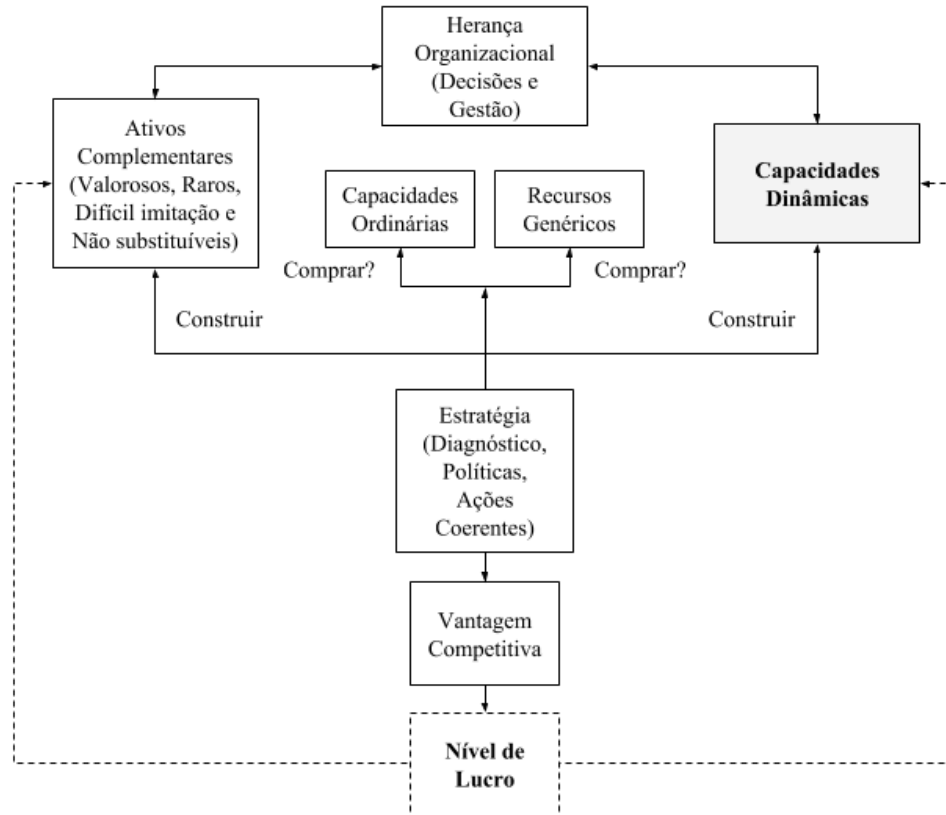 Herança
Organizacional
(Decisões e
Gestão)
Ativos
Complementares
(Valorosos, Raros,
Difícil imitação e
Não substituíveis)
Capacidades
Ordinárias
Recursos
Genéricos
Capacidades
Dinâmicas
Comprar?
Comprar?
Construir
Construir
Estratégia
(Diagnóstico,
Políticas,
Ações
Coerentes)
Vantagem
Competitiva
Nível de
Lucro